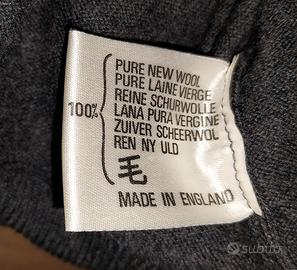 100%
PURE NEW WOOL
PURE LAINE VIERGE
REINE SCHURWOLLE
LANA PURA VERGINE
ZUIVER SCHEERWOL
REN NY ULD
毛
MADE IN ENGLAND
subito